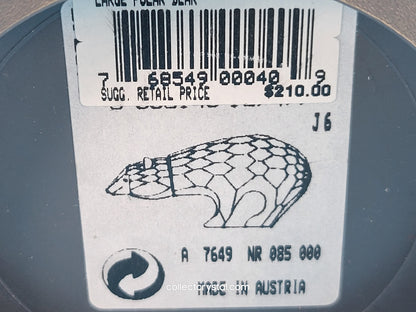 LARGE POLAR BEAR
7 68549 00040 9
SUGG. RETAIL PRICE $210.00
J6
A 7649 NR 085 000
MADE IN AUSTRIA
collectorystal.com